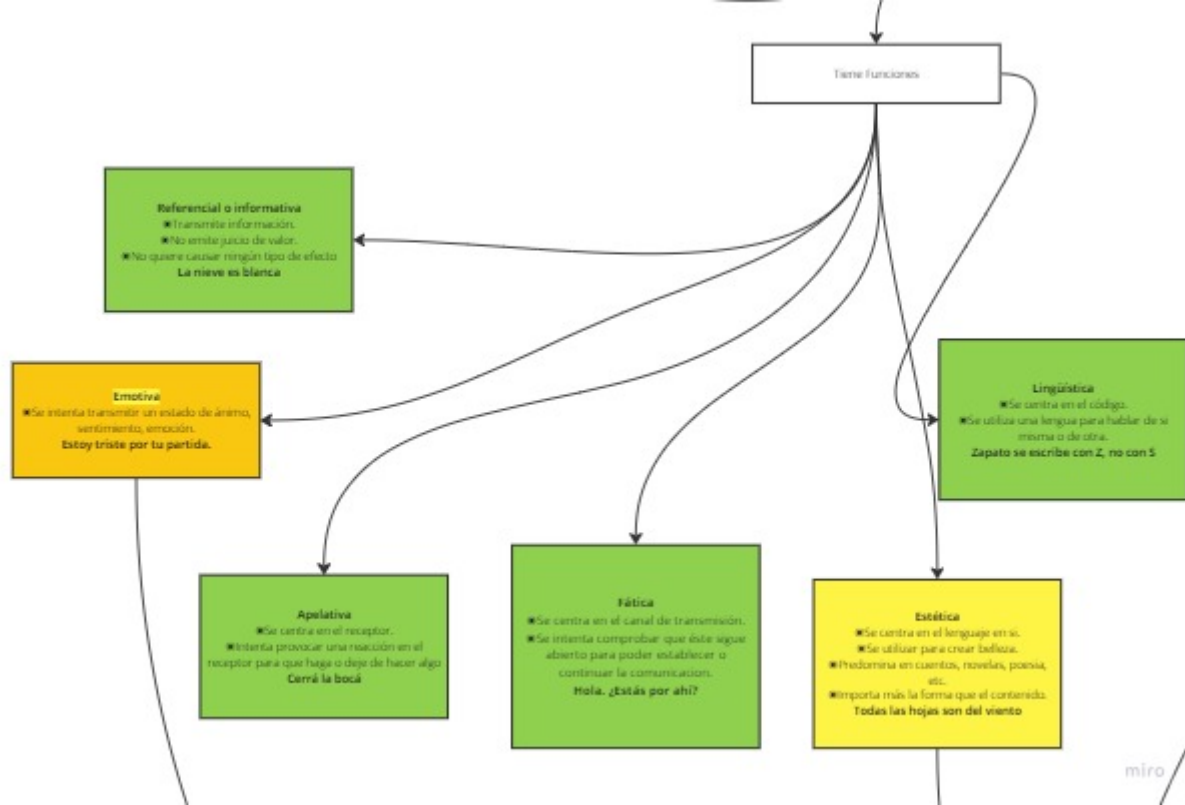 Tiene Funciones
Referencial o informativa
▣Transmite información.
▣No emite juicio de valor.
▣No quiere causar ningún tipo de efecto
La nieve es blanca
Emotiva
▣Se intenta transmitir un estado de ánimo,
sentimiento, emoción.
Estoy triste por tu partida.
Lingüística
▣Se centra en el código.
▣Se utiliza una lengua para hablar de si
misma o de otra.
Zapato se escribe con Z, no con S
Apelativa
▣Se centra en el receptor.
▣Intenta provocar una reacción en el
receptor para que haga o deje de hacer algo
Cerrá la bocá
Fática
▣Se centra en el canal de transmisión.
▣Se intenta comprobar que éste sigue
abierto para poder establecer o
continuar la comunicacion.
Hola. ¿Estás por ahí?
Estética
▣Se centra en el lenguaje en si.
▣Se utilizar para crear belleza.
▣Predomina en cuentos, novelas, poesia,
etc.
▣Importa más la forma que el contenido.
Todas las hojas son del viento
miro